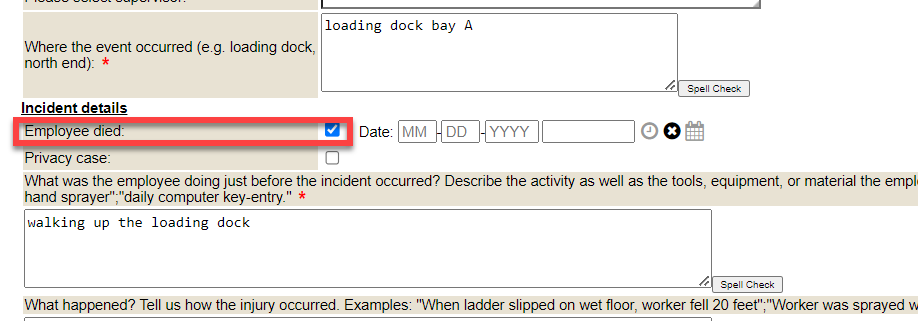 Please select supervisor:
loading dock bay A
Where the event occurred (e.g. loading dock,
north end): *
Spell Check
Incident details
Employee died:
Date: MM - DD - YYYY
Privacy case:
What was the employee doing just before the incident occurred? Describe the activity as well as the tools, equipment, or material the
hand sprayer";"daily computer key-entry." *
walking up the loading dock
Spell Check
What happened? Tell us how the injury occurred. Examples: "When ladder slipped on wet floor, worker fell 20 feet";"Worker was sprayed